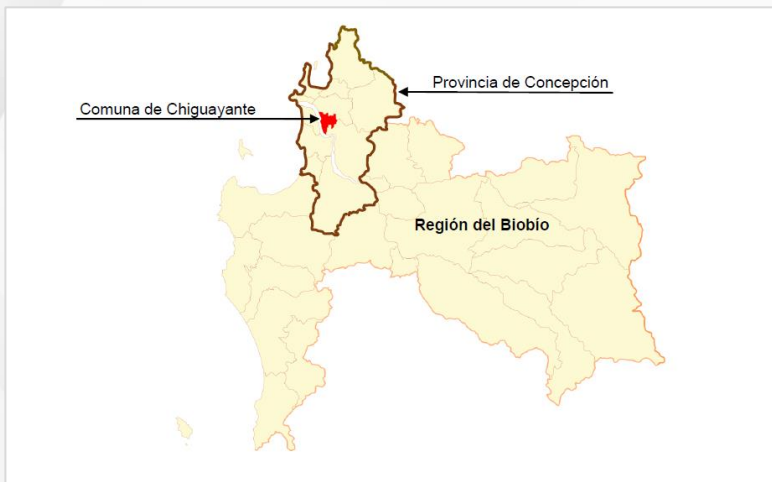 Provincia de Concepción
Comuna de Chiguayante
Región del Biobío